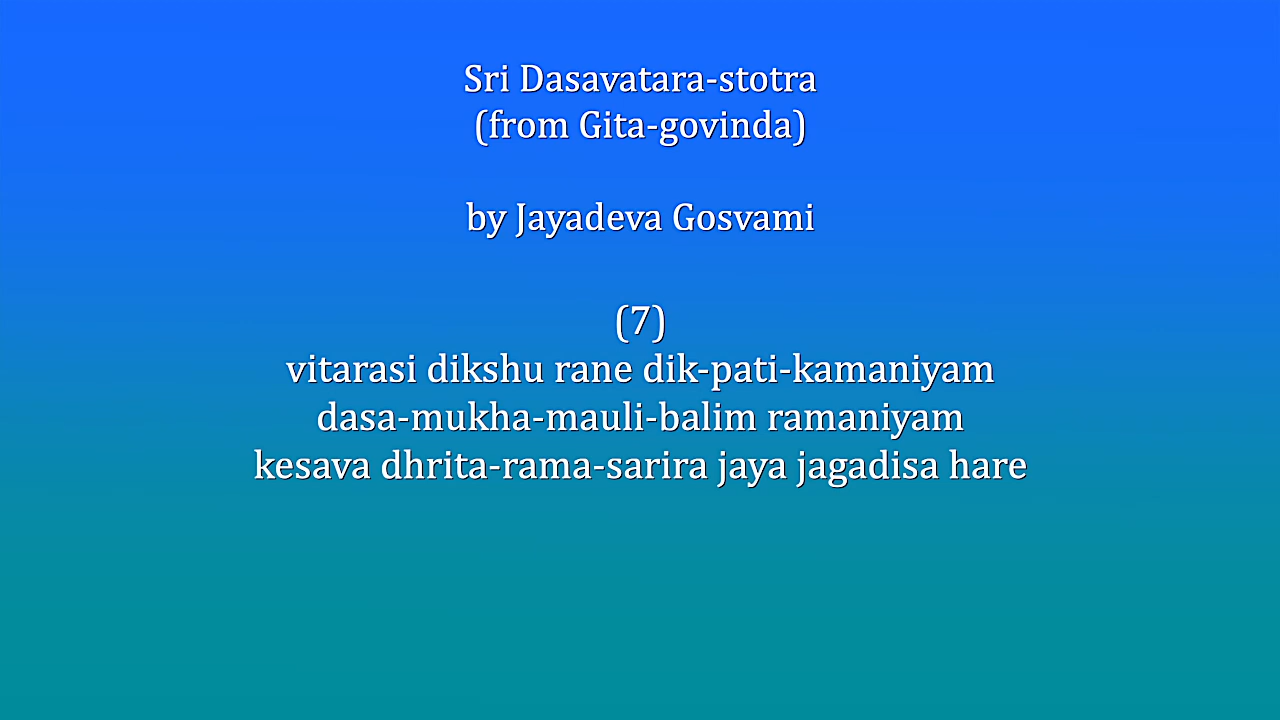 Sri Dasavatara-stotra
(from Gita-govinda)
by Jayadeva Gosvami
(7)
vitarasi dikshu rane dik-pati-kamaniyam
dasa-mukha-mauli-balim ramaniyam
kesava dhrita-rama-sarira jaya jagadisa hare